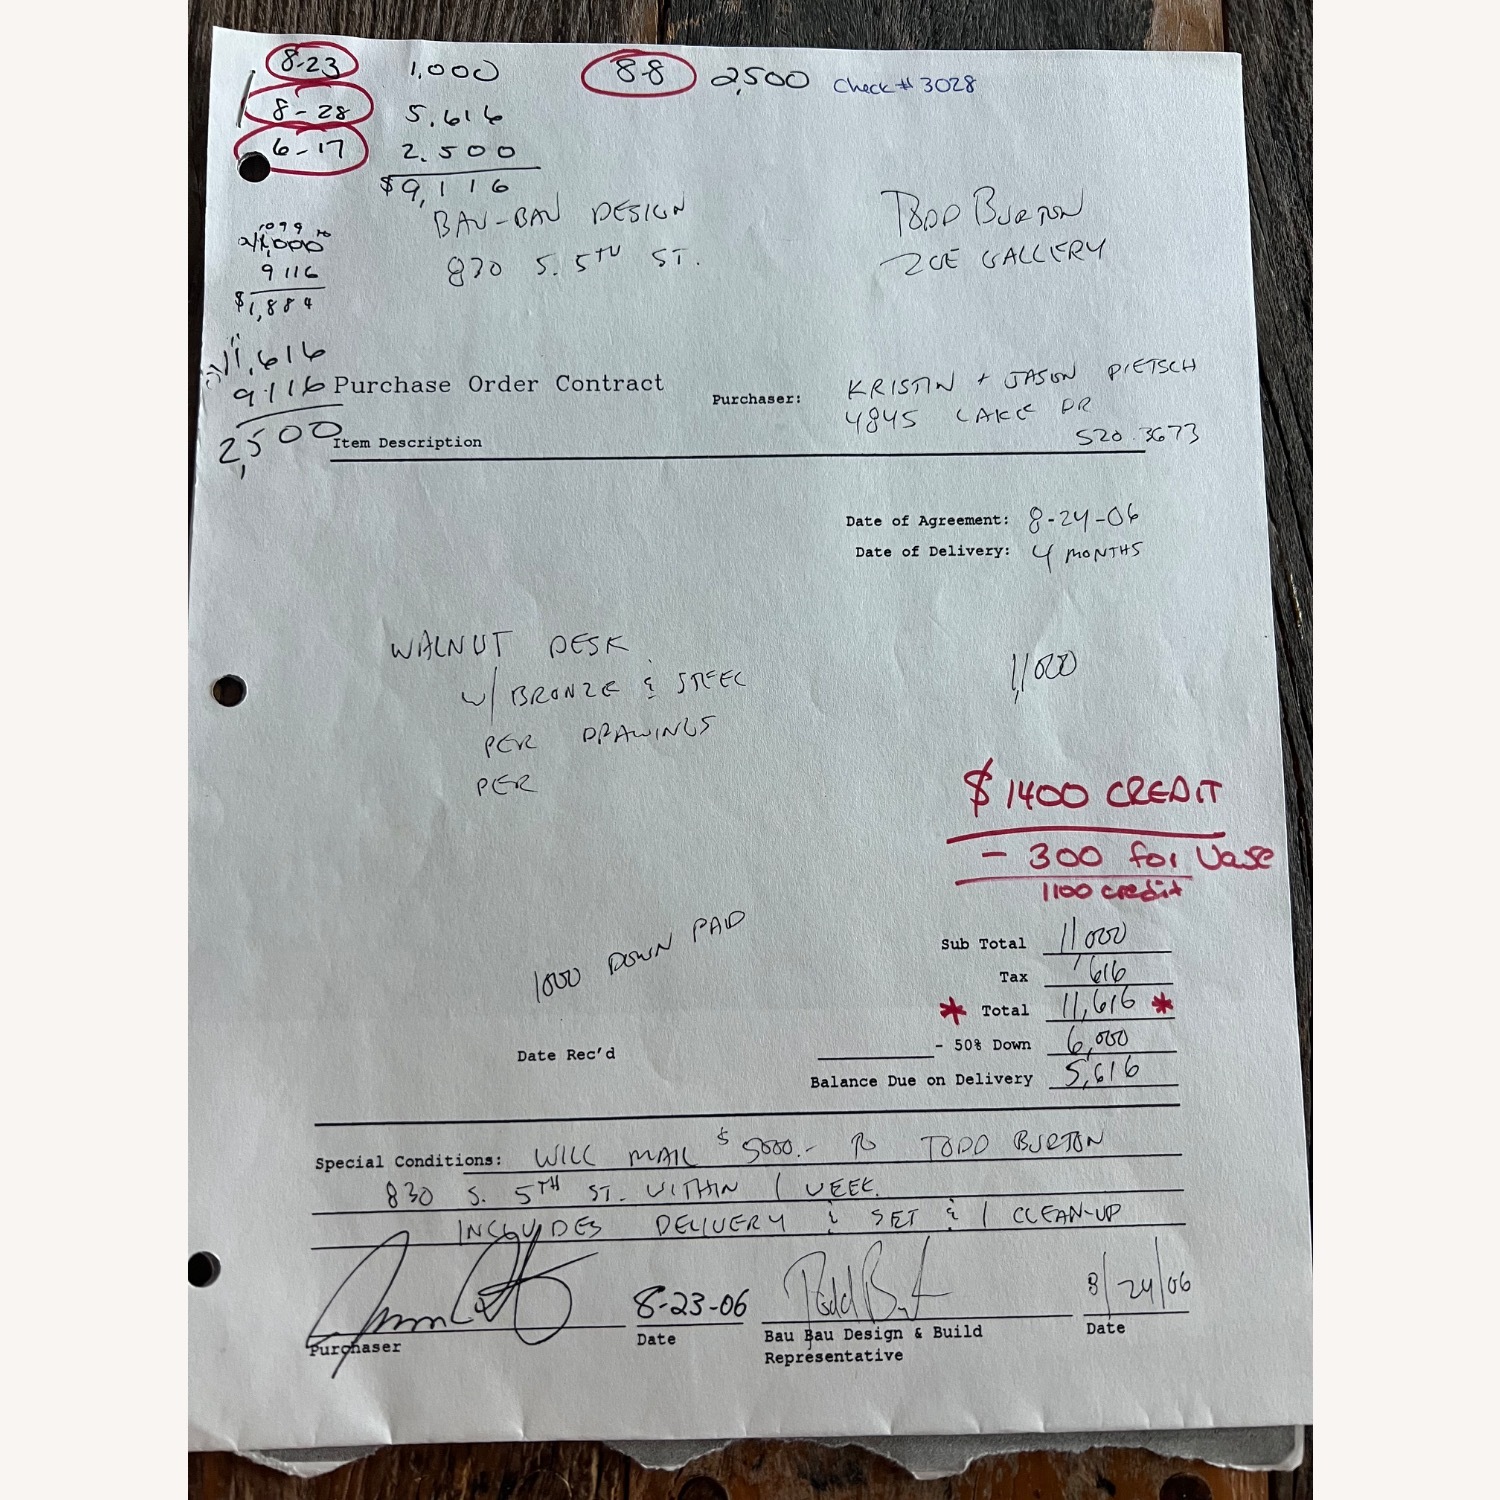 8-23 1,000 8-8 2,500 Check # 3028
8-28 5,616
6-17 2,500
$9,116
BAU-BAU DESIGN TODD BURTON
830 S. 5TH ST. ZOE GALLERY
11,000
9116
$1,884
11,616
9116
2,500
Purchase Order Contract
Purchaser: KRISTIN + JASON PIETSCH
4845 LAKE DR
520.3673
Item Description
Date of Agreement: 8-24-06
Date of Delivery: 4 MONTHS
WALNUT DESK 11,000
W/ BRONZE & STEEL
PER DRAWINGS
PER
$1400 CREDIT
- 300 for Vase
1100 credit
1000 DOWN PAID
Sub Total 11000
Tax 616
* Total 11,616 *
- 50% Down 6,000
Date Rec'd
Balance Due on Delivery 5,616
Special Conditions: WILL MAIL $5000.- TO TODD BURTON
830 S. 5TH ST. WITHIN 1 WEEK.
INCLUDES DELIVERY & SET & CLEAN-UP
8-23-06 Todd Burton 8/24/06
Purchaser Date Bau Bau Design & Build Date
Representative